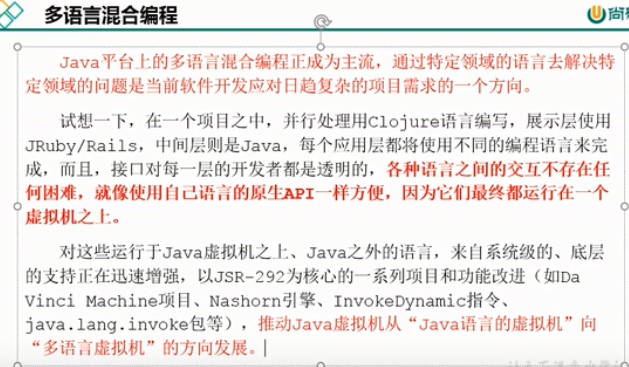 多语言混合编程
尚
Java平台上的多语言混合编程正成为主流，通过特定领域的语言去解决特
定领域的问题是当前软件开发应对日趋复杂的项目需求的一个方向。
试想一下，在一个项目之中，并行处理用Clojure语言编写，展示层使用
JRuby/Rails，中间层则是Java，每个应用层都将使用不同的编程语言来完
成，而且，接口对每一层的开发者都是透明的，各种语言之间的交互不存在任
何困难，就像使用自己语言的原生API一样方便，因为它们最终都运行在一个
虚拟机之上。
对这些运行于Java虚拟机之上、Java之外的语言，来自系统级的、底层
的支持正在迅速增强，以JSR-292为核心的一系列项目和功能改进（如Da
Vinci Machine项目、Nashorn引擎、InvokeDynamic指令、
java.lang.invoke包等），推动Java虚拟机从“Java语言的虚拟机”向
“多语言虚拟机”的方向发展。